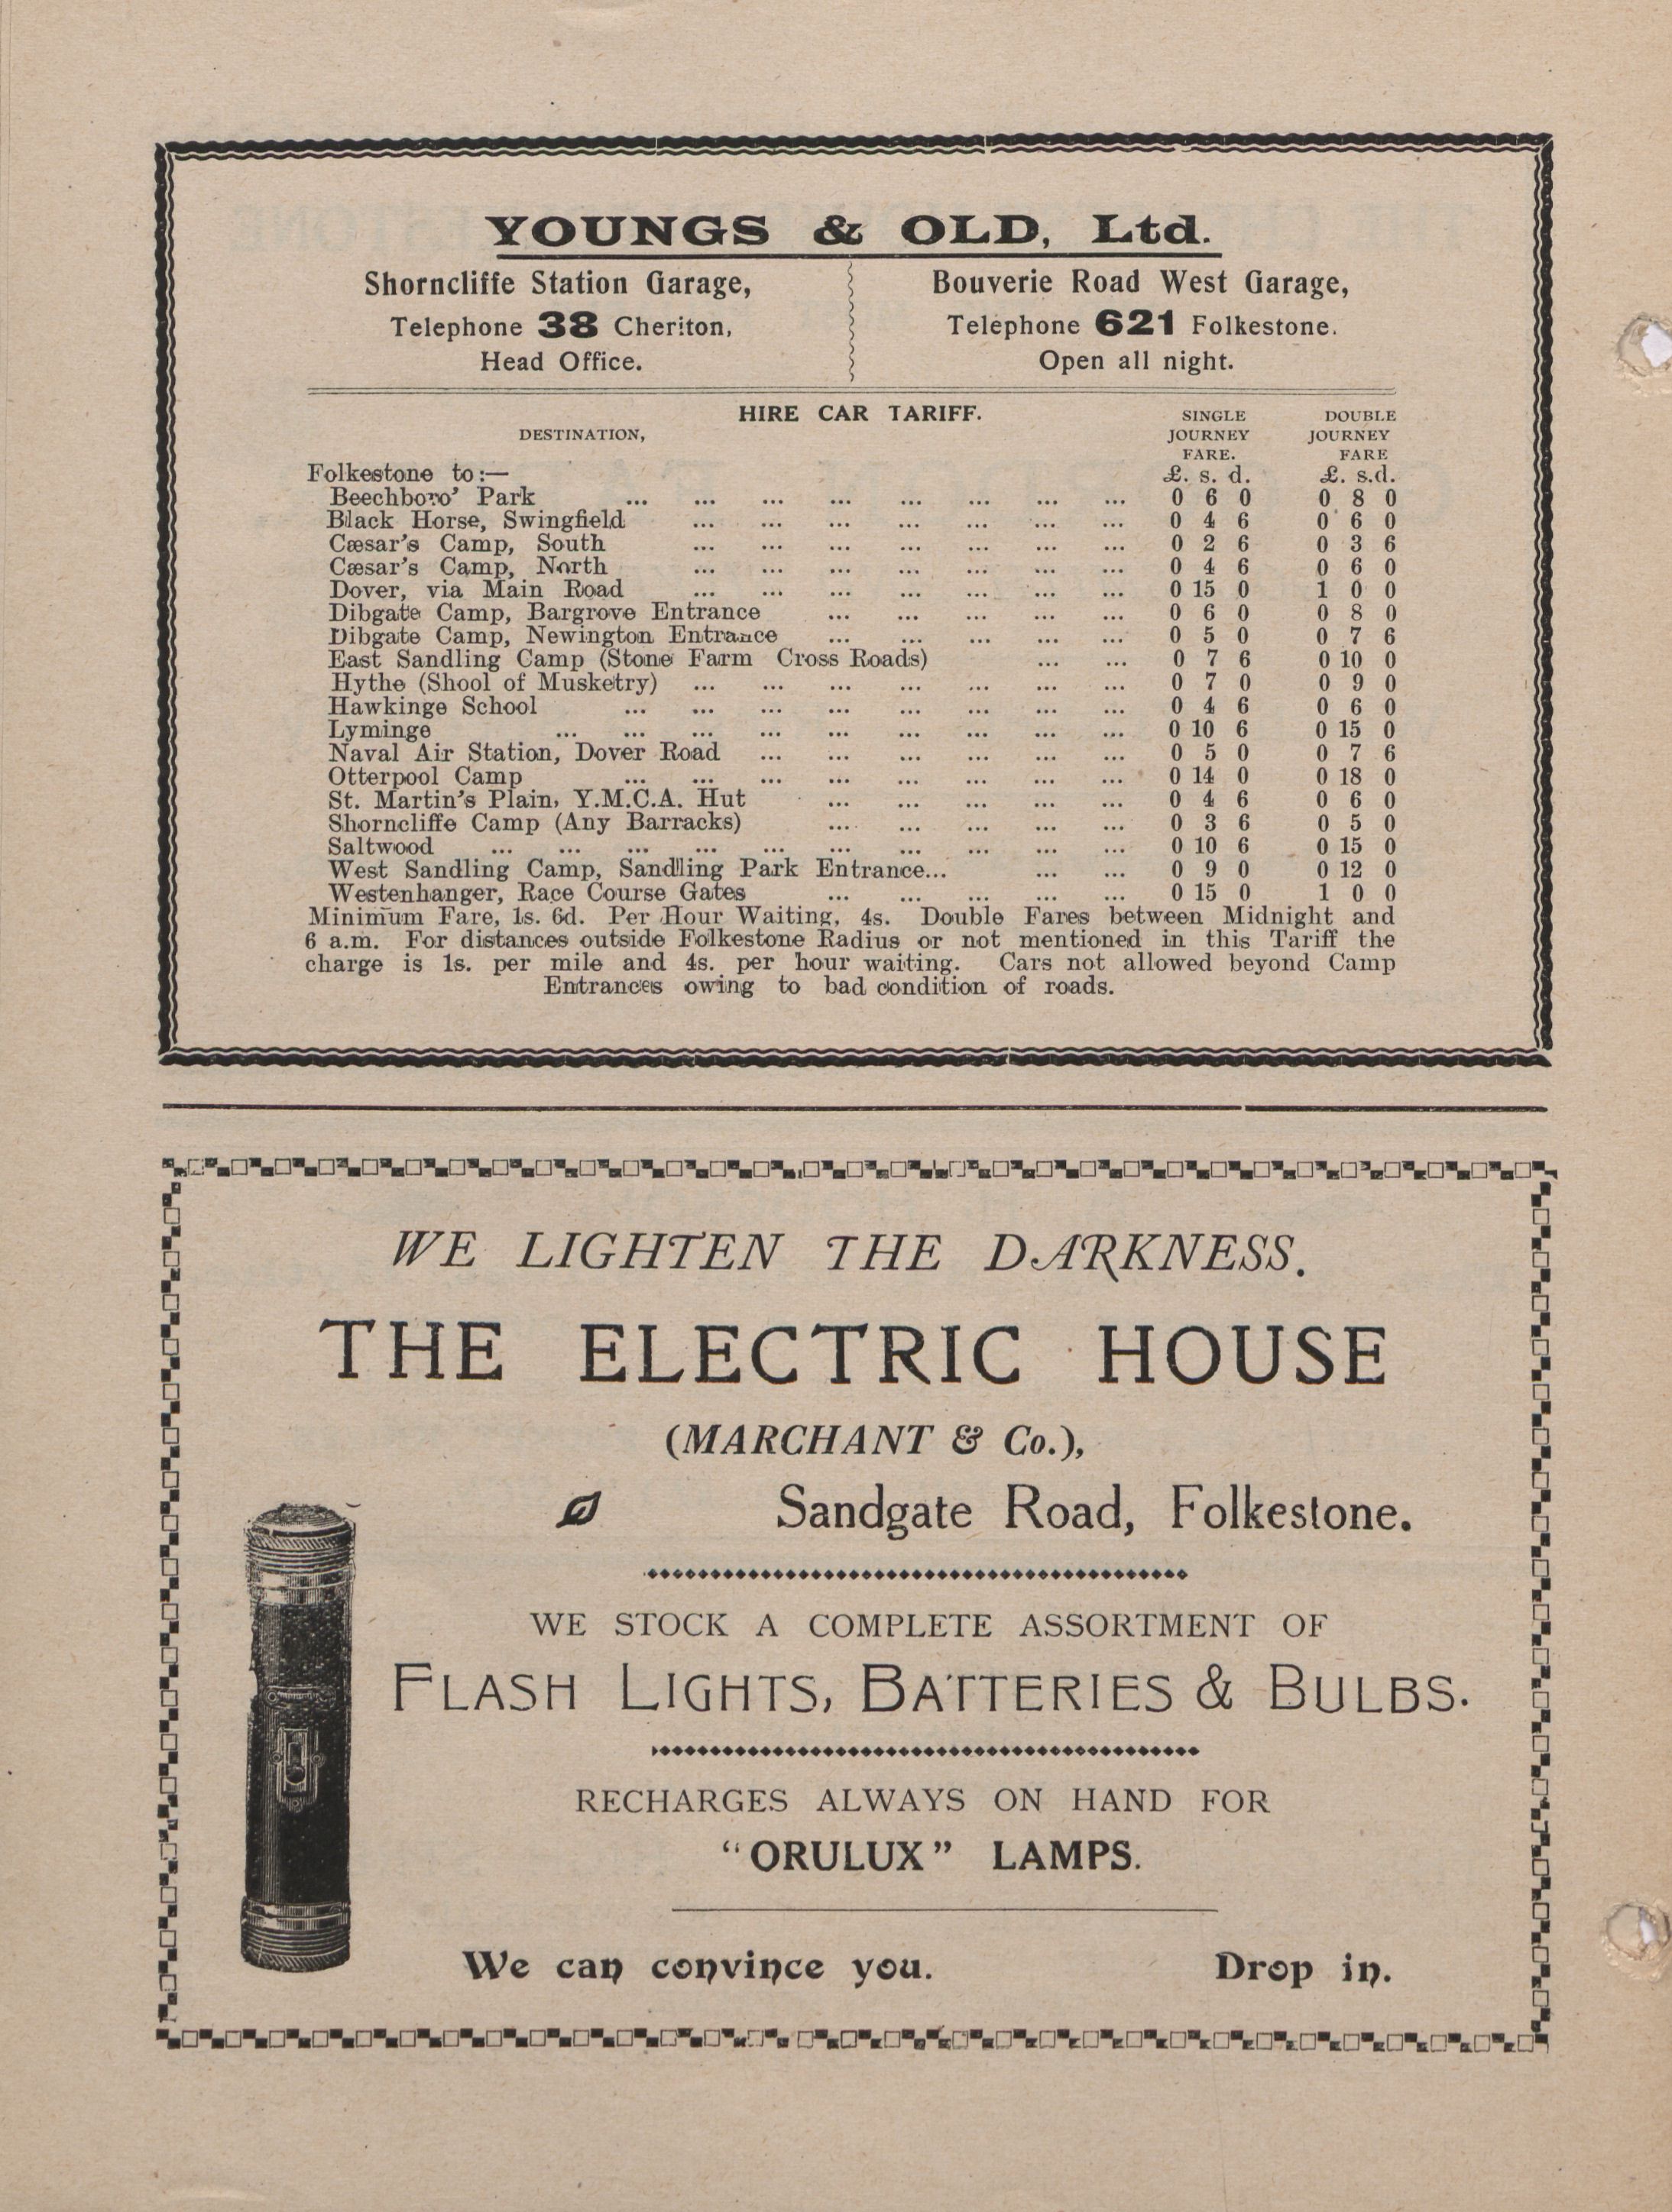 YOUNGS & OLD, Ltd.
Shorncliffe Station Garage,
Telephone 38 Cheriton,
Head Office.
Bouverie Road West Garage,
Telephone 621 Folkestone.
Open all night.
HIRE CAR TARIFF.
DESTINATION,
SINGLE JOURNEY FARE.
DOUBLE JOURNEY FARE
Folkestone to:— £. s. d. £. s.d.
Beechboro' Park ... ... ... ... ... ... ... ... 0 6 0 0 8 0
Black Horse, Swingfield ... ... ... ... ... ... ... 0 4 6 0 6 0
Cæsar's Camp, South ... ... ... ... ... ... ... 0 2 6 0 3 6
Cæsar's Camp, North ... ... ... ... ... ... ... 0 4 6 0 6 0
Dover, via Main Road ... ... ... ... ... ... ... 0 15 0 1 0 0
Dibgate Camp, Bargrove Entrance ... ... ... ... ... 0 6 0 0 8 0
Dibgate Camp, Newington Entrance ... ... ... ... ... 0 5 0 0 7 6
East Sandling Camp (Stone Farm Cross Roads) ... ... 0 7 6 0 10 0
Hythe (Shool of Musketry) ... ... ... ... ... ... ... 0 7 0 0 9 0
Hawkinge School ... ... ... ... ... ... ... ... 0 4 6 0 6 0
Lyminge ... ... ... ... ... ... ... ... ... 0 10 6 0 15 0
Naval Air Station, Dover Road ... ... ... ... ... ... 0 5 0 0 7 6
Otterpool Camp ... ... ... ... ... ... ... ... 0 14 0 0 18 0
St. Martin's Plain, Y.M.C.A. Hut ... ... ... ... ... 0 4 6 0 6 0
Shorncliffe Camp (Any Barracks) ... ... ... ... ... 0 3 6 0 5 0
Saltwood ... ... ... ... ... ... ... ... ... ... 0 10 6 0 15 0
West Sandling Camp, Sandlling Park Entrance... ... ... 0 9 0 0 12 0
Westenhanger, Race Course Gates ... ... ... ... ... 0 15 0 1 0 0
Minimum Fare, 1s. 6d. Per Hour Waiting, 4s. Double Fares between Midnight and
6 a.m. For distances outside Folkestone Radius or not mentioned in this Tariff the
charge is 1s. per mile and 4s. per hour waiting. Cars not allowed beyond Camp
Entrances owing to bad condition of roads.
WE LIGHTEN THE DARKNESS.
THE ELECTRIC HOUSE
(MARCHANT & Co.),
Sandgate Road, Folkestone.
WE STOCK A COMPLETE ASSORTMENT OF
FLASH LIGHTS, BATTERIES & BULBS.
RECHARGES ALWAYS ON HAND FOR
"ORULUX" LAMPS.
We can convince you. Drop in.